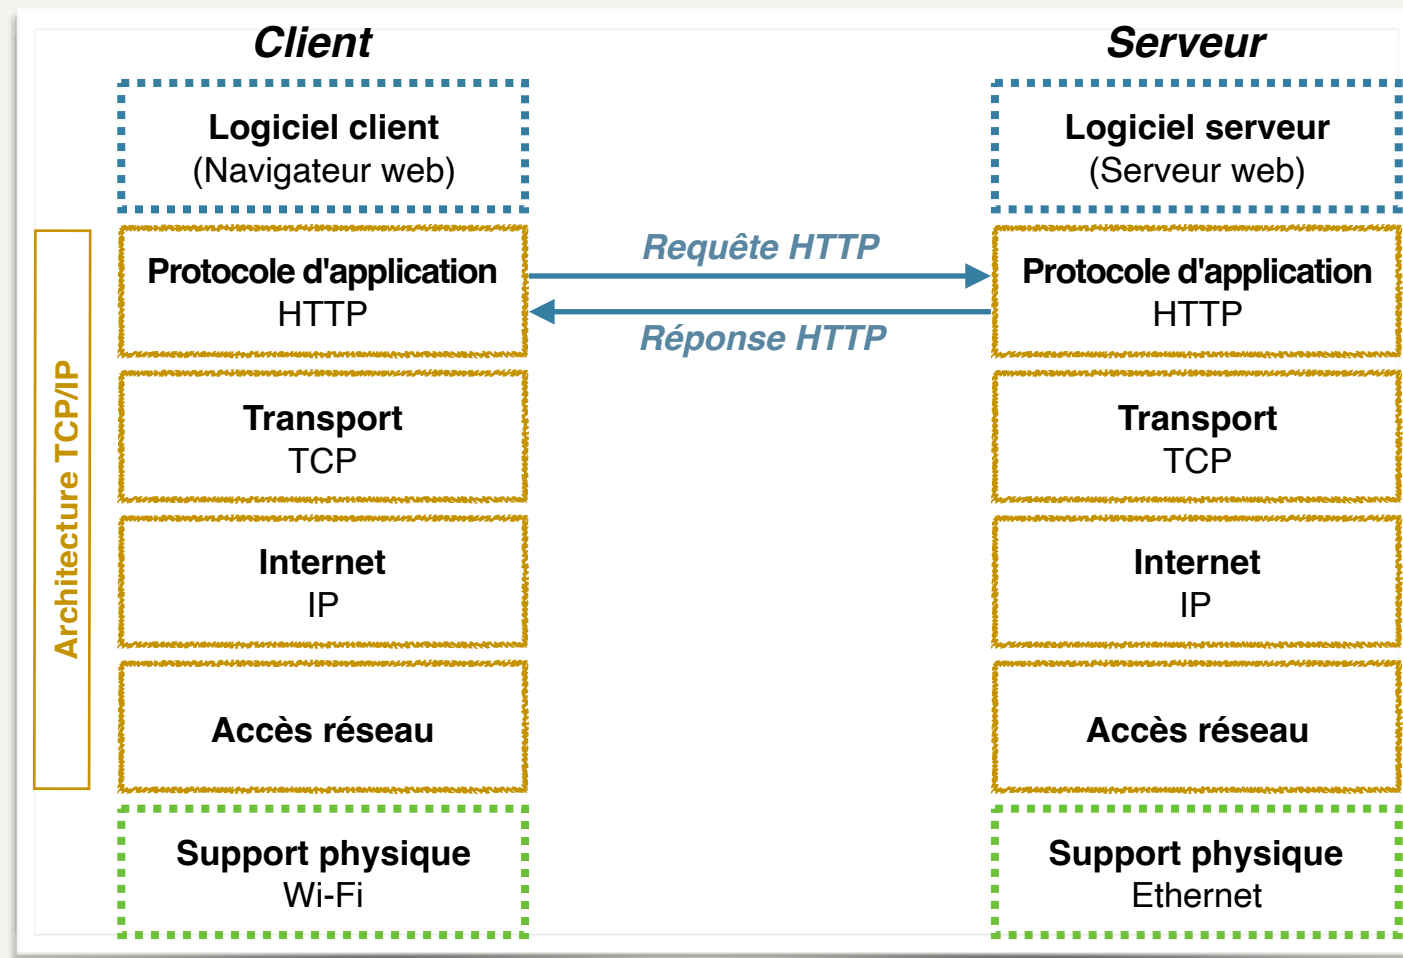 Client
Serveur
Logiciel client
(Navigateur web)
Logiciel serveur
(Serveur web)
Architecture TCP/IP
Protocole d'application
HTTP
Requête HTTP
Réponse HTTP
Protocole d'application
HTTP
Transport
TCP
Transport
TCP
Internet
IP
Internet
IP
Accès réseau
Accès réseau
Support physique
Wi-Fi
Support physique
Ethernet